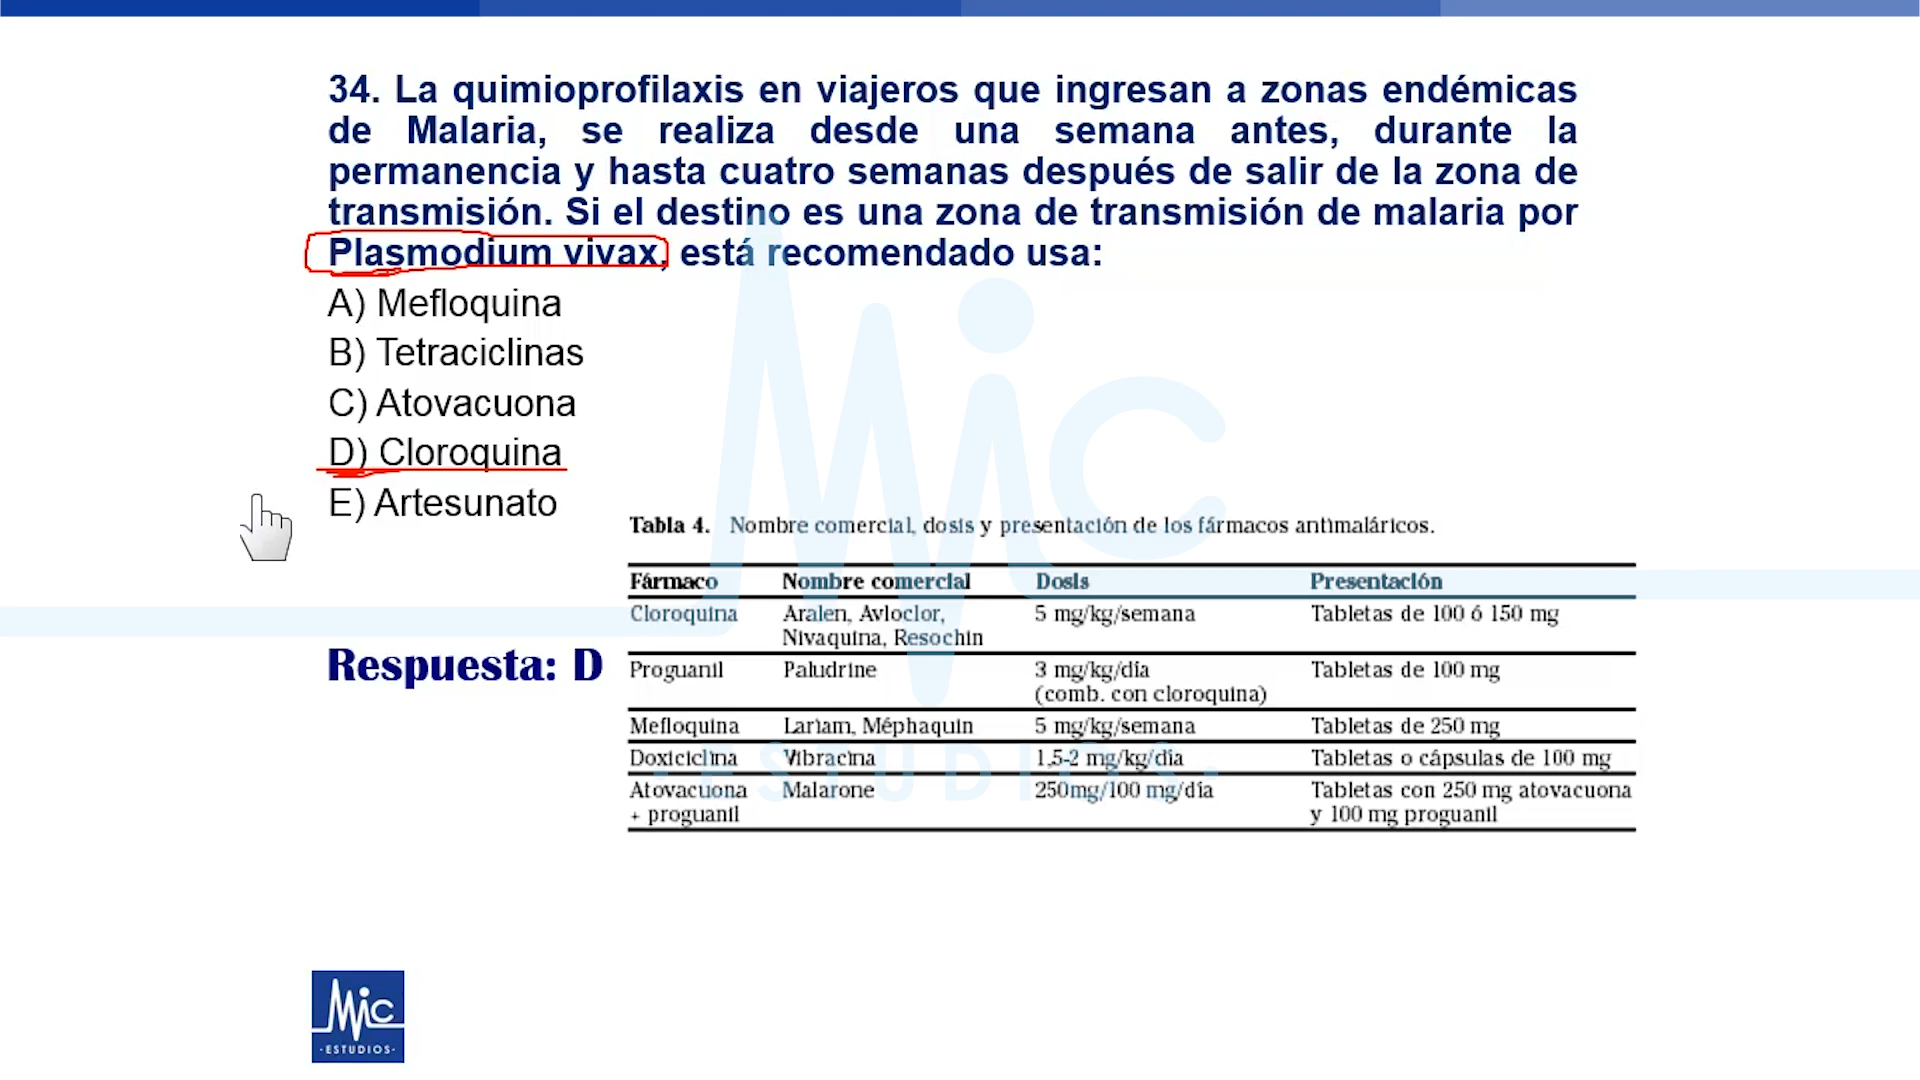 34. La quimioprofilaxis en viajeros que ingresan a zonas endémicas
de Malaria, se realiza desde una semana antes, durante la
permanencia y hasta cuatro semanas después de salir de la zona de
transmisión. Si el destino es una zona de transmisión de malaria por
Plasmodium vivax, está recomendado usa:
A) Mefloquina
B) Tetraciclinas
C) Atovacuona
D) Cloroquina
E) Artesunato
Respuesta: D
Tabla 4. Nombre comercial, dosis y presentación de los fármacos antimaláricos.
Fármaco Nombre comercial Dosis Presentación
Cloroquina Aralen, Avloclor, 5 mg/kg/semana Tabletas de 100 ó 150 mg
Nivaquina, Resochin
Proguanil Paludrine 3 mg/kg/día Tabletas de 100 mg
(comb. con cloroquina)
Mefloquina Lariam, Méphaquin 5 mg/kg/semana Tabletas de 250 mg
Doxiciclina Vibracina 1,5-2 mg/kg/día Tabletas o cápsulas de 100 mg
Atovacuona Malarone 250mg/100 mg/día Tabletas con 250 mg atovacuona
+ proguanil y 100 mg proguanil
Mic
·ESTUDIOS·
Mic
·ESTUDIOS·